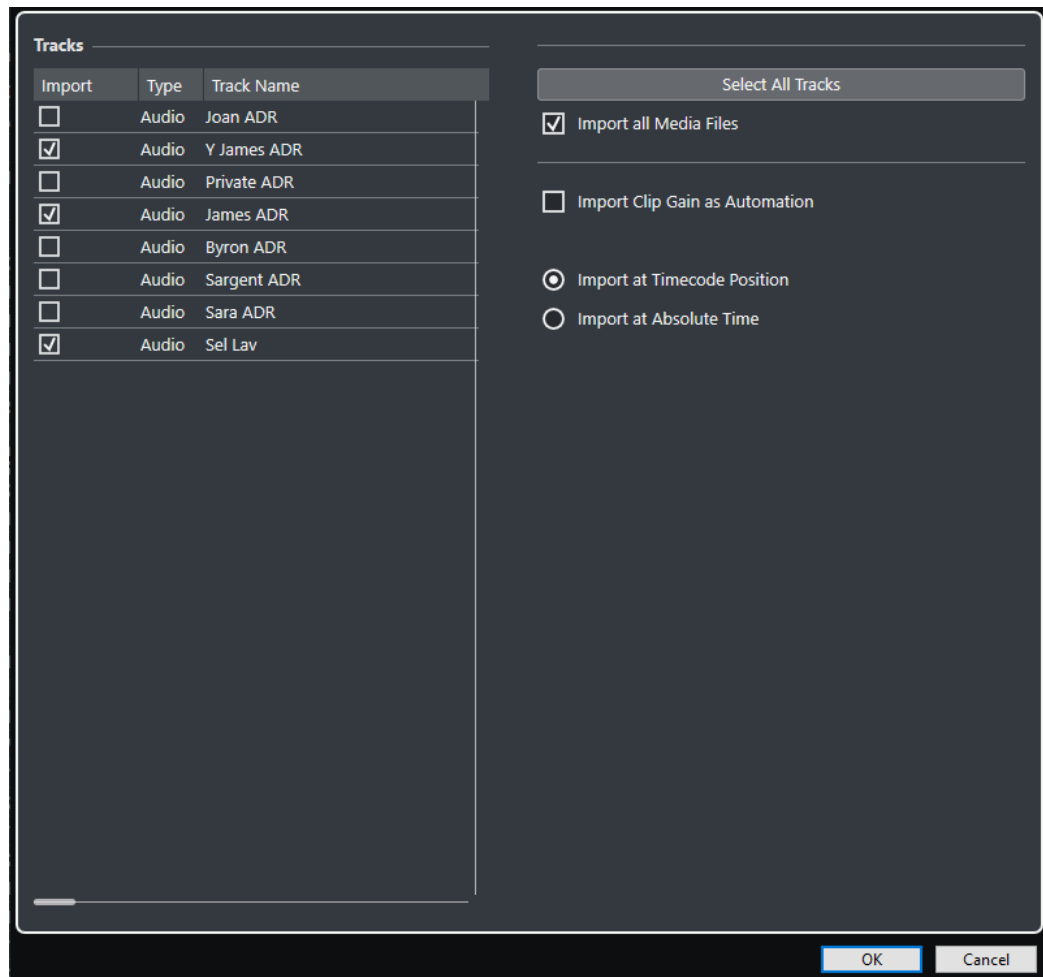 Tracks
Import Type Track Name
Audio Joan ADR
Audio Y James ADR
Audio Private ADR
Audio James ADR
Audio Byron ADR
Audio Sargent ADR
Audio Sara ADR
Audio Sel Lav
Select All Tracks
Import all Media Files
Import Clip Gain as Automation
Import at Timecode Position
Import at Absolute Time
OK Cancel